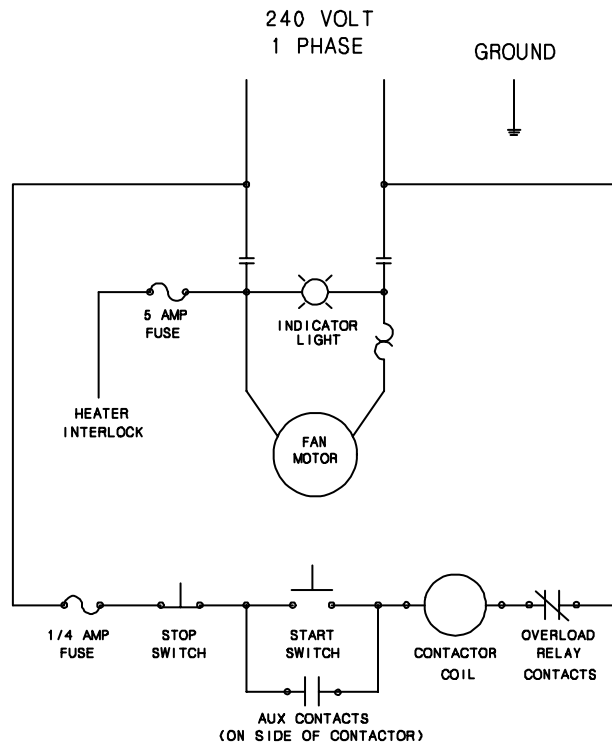 240 VOLT
1 PHASE
GROUND
5 AMP
FUSE
INDICATOR
LIGHT
HEATER
INTERLOCK
FAN
MOTOR
1/4 AMP
FUSE
STOP
SWITCH
START
SWITCH
CONTACTOR
COIL
OVERLOAD
RELAY
CONTACTS
AUX CONTACTS
(ON SIDE OF CONTACTOR)